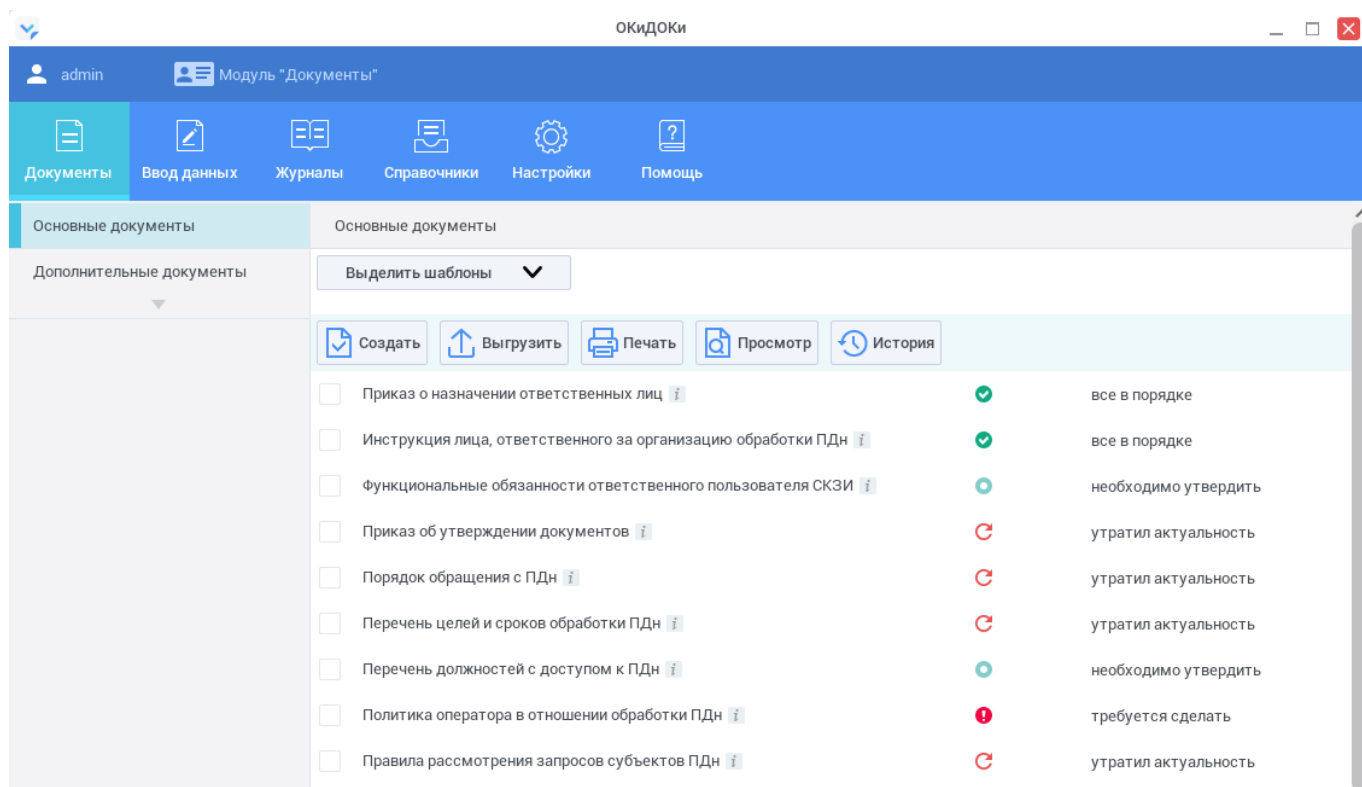 ОКиДОКи
admin Модуль "Документы"
Документы Ввод данных Журналы Справочники Настройки Помощь
Основные документы Основные документы
Дополнительные документы Выделить шаблоны
Создать Выгрузить Печать Просмотр История
Приказ о назначении ответственных лиц i все в порядке
Инструкция лица, ответственного за организацию обработки ПДн i все в порядке
Функциональные обязанности ответственного пользователя СКЗИ i необходимо утвердить
Приказ об утверждении документов i утратил актуальность
Порядок обращения с ПДн i утратил актуальность
Перечень целей и сроков обработки ПДн i утратил актуальность
Перечень должностей с доступом к ПДн i необходимо утвердить
Политика оператора в отношении обработки ПДн i требуется сделать
Правила рассмотрения запросов субъектов ПДн i утратил актуальность